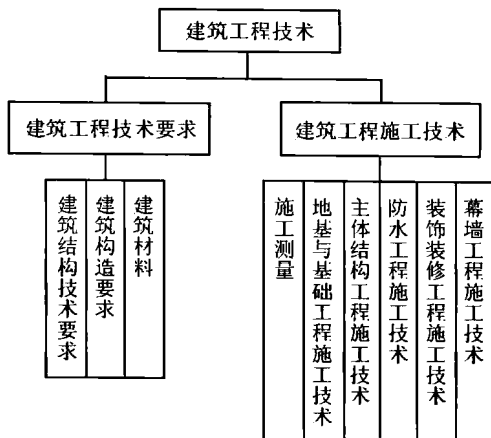 建筑工程技术
建筑工程技术要求
建筑工程施工技术
建筑结构技术要求
建筑构造要求
建筑材料
施工测量
地基与基础工程施工技术
主体结构工程施工技术
防水工程施工技术
装饰装修工程施工技术
幕墙工程施工技术